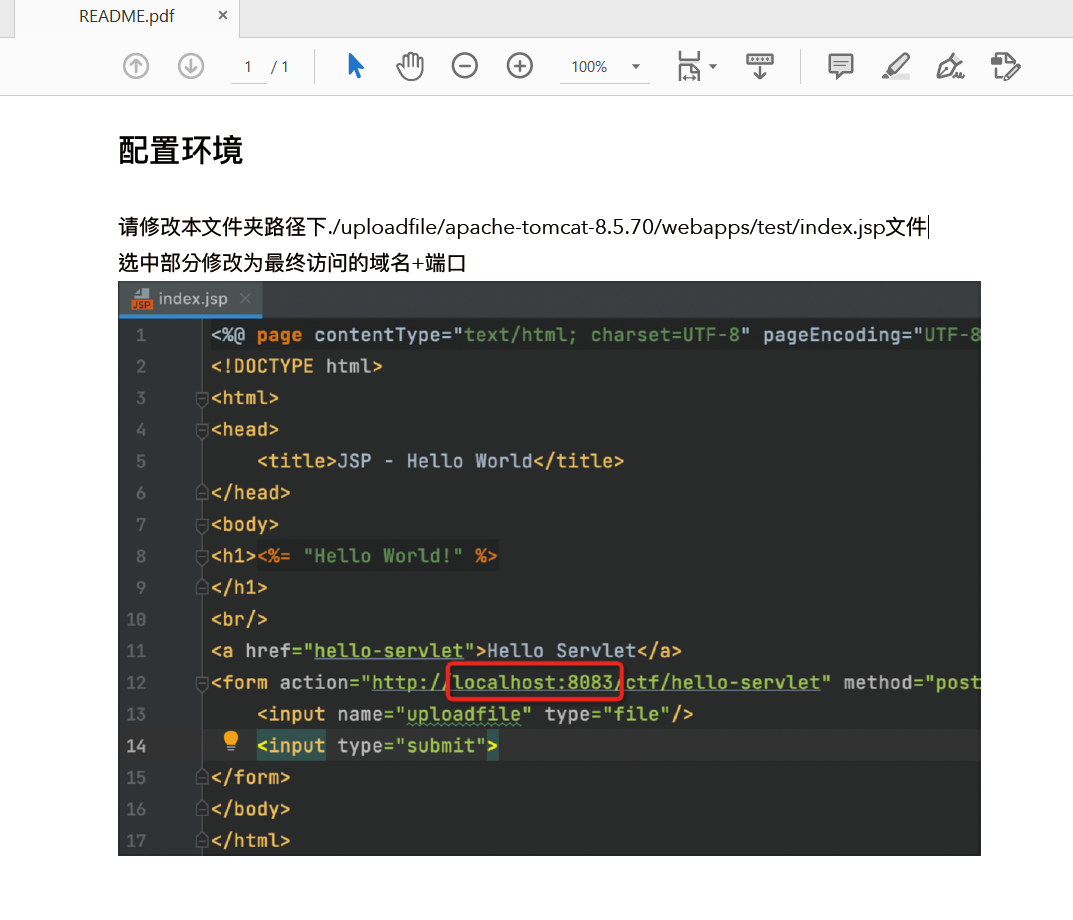 README.pdf ×
1 / 1 100%
配置环境
请修改本文件夹路径下./uploadfile/apache-tomcat-8.5.70/webapps/test/index.jsp文件
选中部分修改为最终访问的域名+端口
JSP index.jsp ×
1 <%@ page contentType="text/html; charset=UTF-8" pageEncoding="UTF-8
2 <!DOCTYPE html>
3 <html>
4 <head>
5 <title>JSP - Hello World</title>
6 </head>
7 <body>
8 <h1><%= "Hello World!" %>
9 </h1>
10 <br/>
11 <a href="hello-servlet">Hello Servlet</a>
12 <form action="http://localhost:8083/ctf/hello-servlet" method="post
13 <input name="uploadfile" type="file"/>
14 <input type="submit">
15 </form>
16 </body>
17 </html>